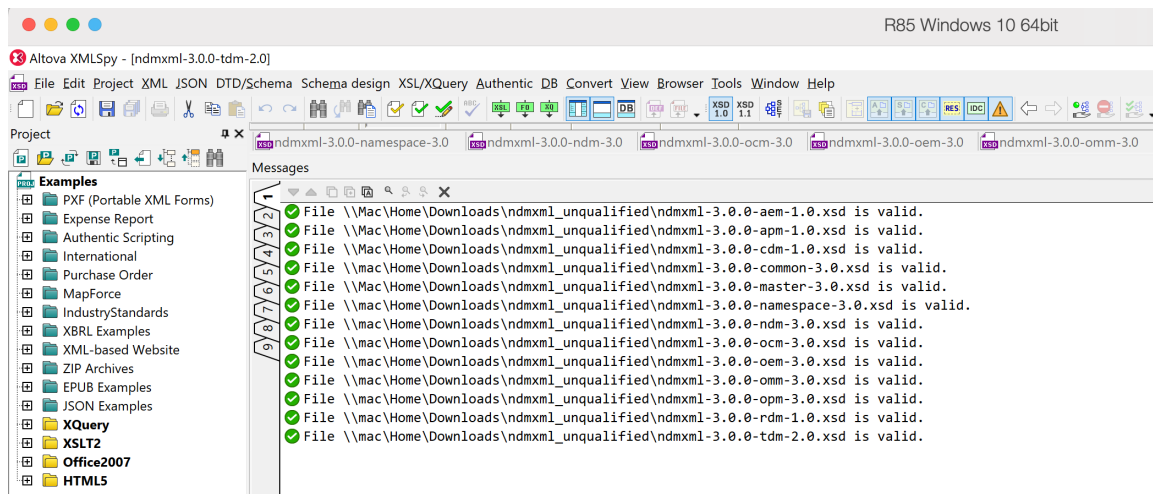 R85 Windows 10 64bit
Altova XMLSpy - [ndmxml-3.0.0-tdm-2.0]
File Edit Project XML JSON DTD/Schema Schema design XSL/XQuery Authentic DB Convert View Browser Tools Window Help
ABC XSL FO XQ DB XSD 1.0 XSD 1.1 RES IDC
Project
ndmxml-3.0.0-namespace-3.0 ndmxml-3.0.0-ndm-3.0 ndmxml-3.0.0-ocm-3.0 ndmxml-3.0.0-oem-3.0 ndmxml-3.0.0-omm-3.0
Messages
Examples
PXF (Portable XML Forms)
Expense Report
Authentic Scripting
International
Purchase Order
MapForce
IndustryStandards
XBRL Examples
XML-based Website
ZIP Archives
EPUB Examples
JSON Examples
XQuery
XSLT2
Office2007
HTML5
1
2
3
4
5
6
7
8
9
File \\Mac\Home\Downloads\ndmxml_unqualified\ndmxml-3.0.0-aem-1.0.xsd is valid.
File \\mac\Home\Downloads\ndmxml_unqualified\ndmxml-3.0.0-apm-1.0.xsd is valid.
File \\mac\Home\Downloads\ndmxml_unqualified\ndmxml-3.0.0-cdm-1.0.xsd is valid.
File \\mac\Home\Downloads\ndmxml_unqualified\ndmxml-3.0.0-common-3.0.xsd is valid.
File \\mac\Home\Downloads\ndmxml_unqualified\ndmxml-3.0.0-master-3.0.xsd is valid.
File \\mac\Home\Downloads\ndmxml_unqualified\ndmxml-3.0.0-namespace-3.0.xsd is valid.
File \\mac\Home\Downloads\ndmxml_unqualified\ndmxml-3.0.0-ndm-3.0.xsd is valid.
File \\mac\Home\Downloads\ndmxml_unqualified\ndmxml-3.0.0-ocm-3.0.xsd is valid.
File \\mac\Home\Downloads\ndmxml_unqualified\ndmxml-3.0.0-oem-3.0.xsd is valid.
File \\mac\Home\Downloads\ndmxml_unqualified\ndmxml-3.0.0-omm-3.0.xsd is valid.
File \\mac\Home\Downloads\ndmxml_unqualified\ndmxml-3.0.0-opm-3.0.xsd is valid.
File \\mac\Home\Downloads\ndmxml_unqualified\ndmxml-3.0.0-rdm-1.0.xsd is valid.
File \\mac\Home\Downloads\ndmxml_unqualified\ndmxml-3.0.0-tdm-2.0.xsd is valid.